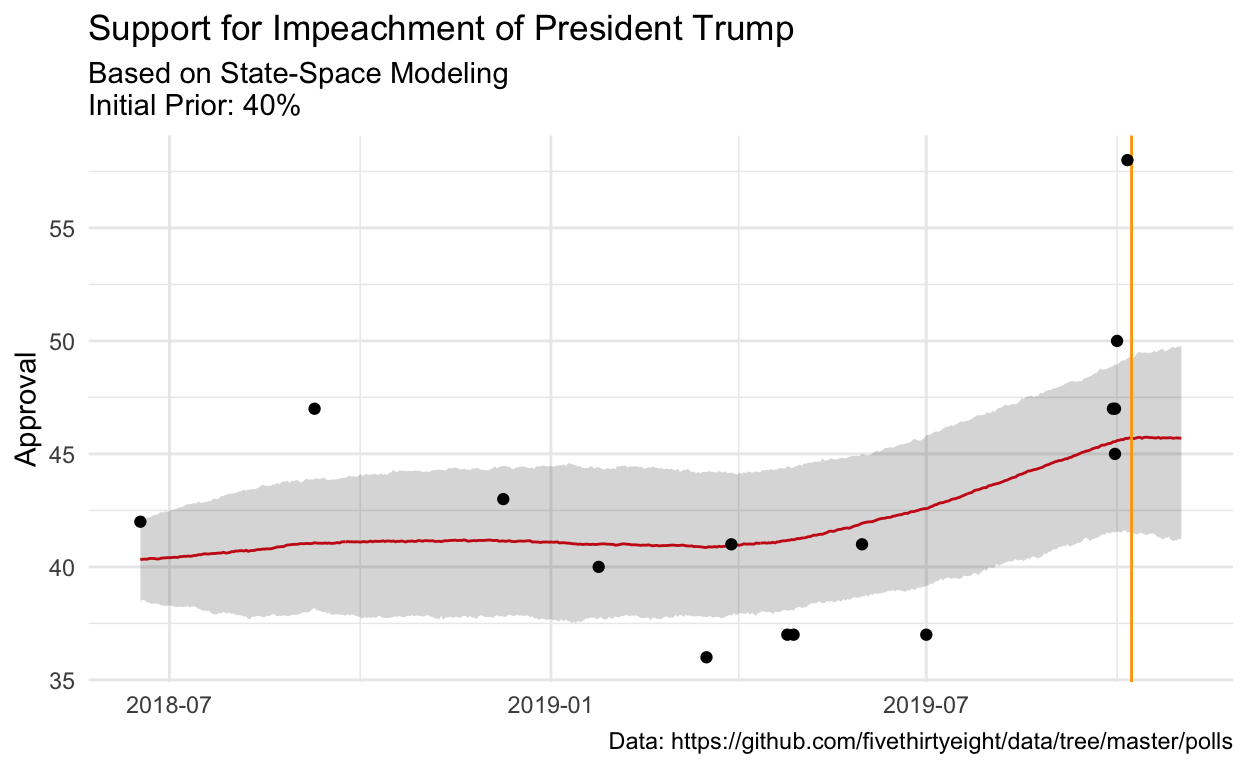 Support for Impeachment of President Trump
Based on State-Space Modeling
Initial Prior: 40%
Approval
55
50
45
40
35
2018-07
2019-01
2019-07
Data: https://github.com/fivethirtyeight/data/tree/master/polls